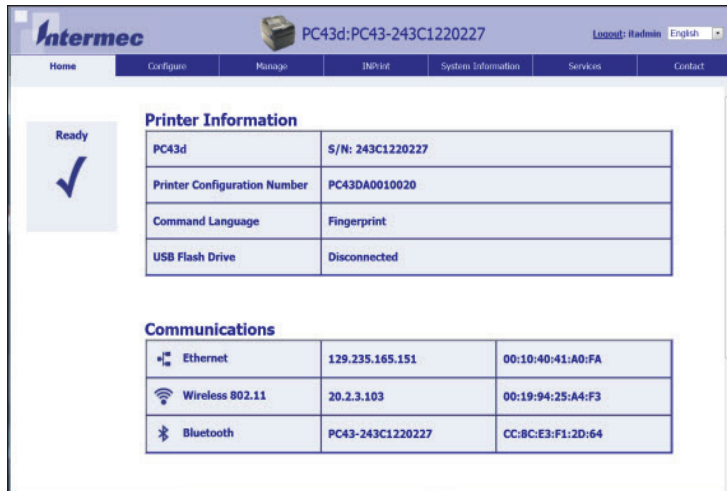 Intermec PC43d:PC43-243C1220227 Logout: itadmin English
Home Configure Manage INPrint System Information Services Contact
Ready
Printer Information
PC43d S/N: 243C1220227
Printer Configuration Number PC43DA0010020
Command Language Fingerprint
USB Flash Drive Disconnected
Communications
Ethernet 129.235.165.151 00:10:40:41:A0:FA
Wireless 802.11 20.2.3.103 00:19:94:25:A4:F3
Bluetooth PC43-243C1220227 CC:8C:E3:F1:2D:64